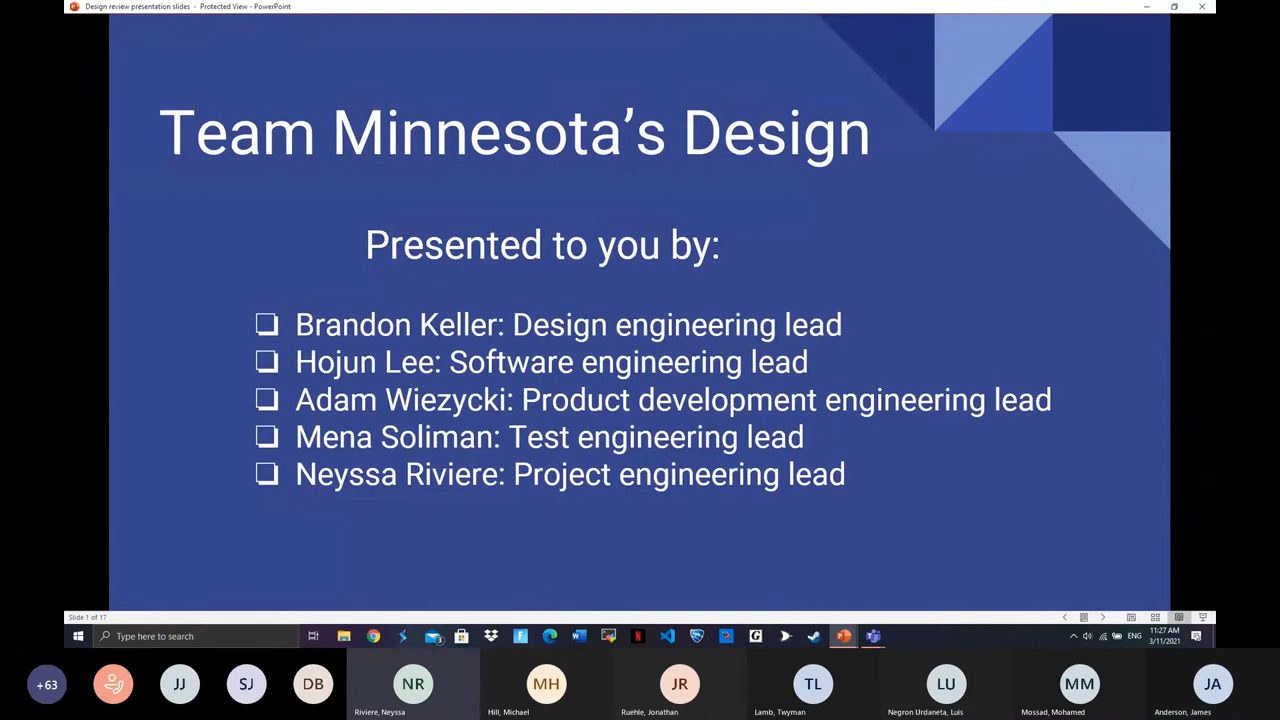 Design review presentation slides - Protected View - PowerPoint
Team Minnesota's Design
Presented to you by:
❏ Brandon Keller: Design engineering lead
❏ Hojun Lee: Software engineering lead
❏ Adam Wiezycki: Product development engineering lead
❏ Mena Soliman: Test engineering lead
❏ Neyssa Riviere: Project engineering lead
Slide 1 of 17
Type here to search
ENG
11:27 AM
3/11/2021
+63 JJ SJ DB NR MH JR TL LU MM JA
Riviere, Neyssa Hill, Michael Ruehle, Jonathan Lamb, Twyman Negron Urdaneta, Luis Mossad, Mohamed Anderson, James